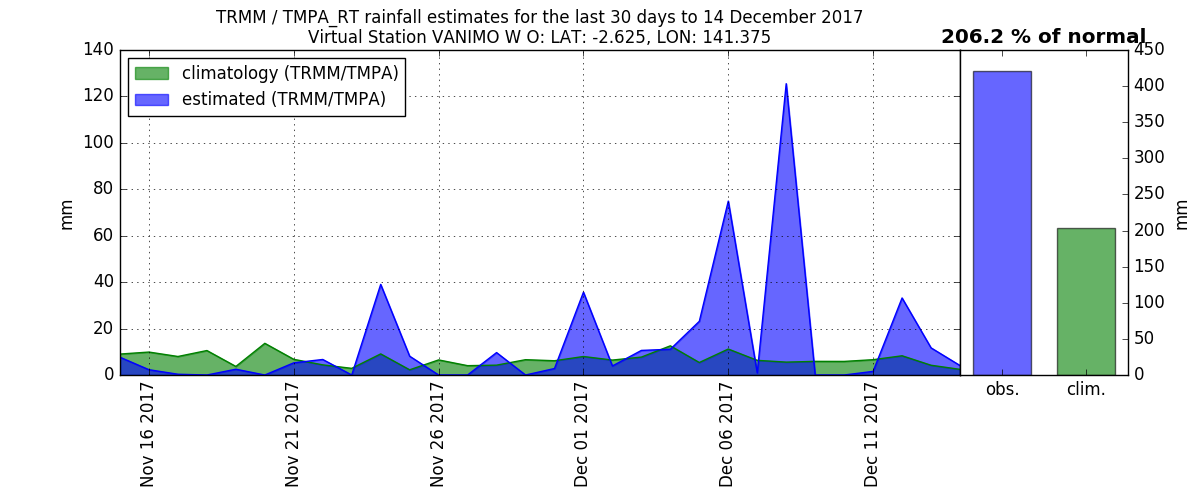 TRMM / TMPA_RT rainfall estimates for the last 30 days to 14 December 2017
Virtual Station VANIMO W O: LAT: -2.625, LON: 141.375
206.2 % of normal
climatology (TRMM/TMPA)
estimated (TRMM/TMPA)
mm
140
120
100
80
60
40
20
0
Nov 16 2017
Nov 21 2017
Nov 26 2017
Dec 01 2017
Dec 06 2017
Dec 11 2017
obs.
clim.
450
400
350
300
250
200
150
100
50
0
mm